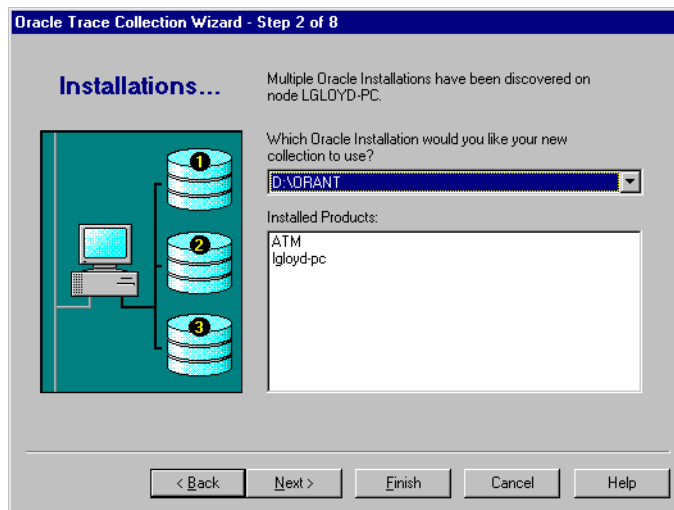 Oracle Trace Collection Wizard - Step 2 of 8
Installations...
Multiple Oracle Installations have been discovered on
node LGLOYD-PC.
Which Oracle Installation would you like your new
collection to use?
D:\ORANT
Installed Products:
ATM
lgloyd-pc
1
2
3
< Back
Next >
Finish
Cancel
Help